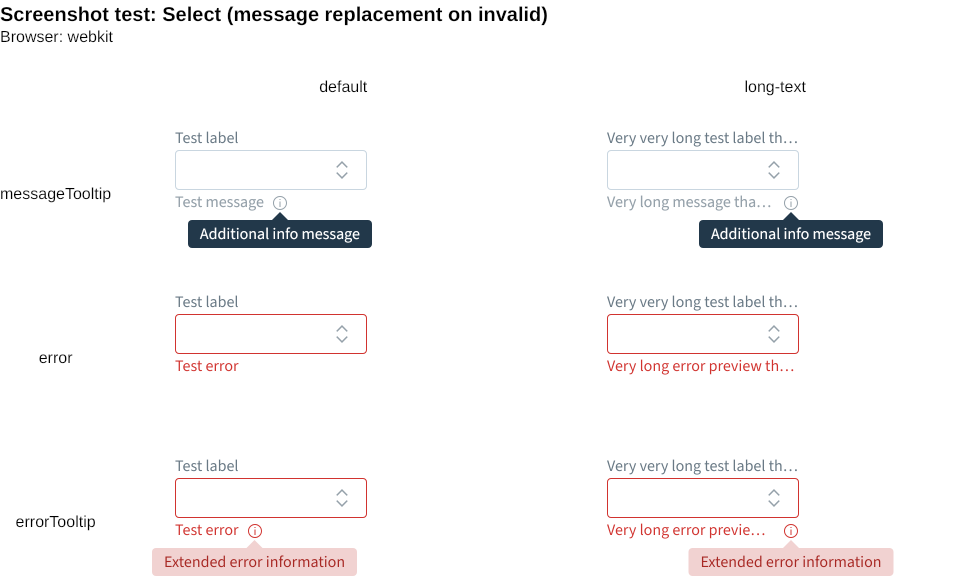 Screenshot test: Select (message replacement on invalid)
Browser: webkit
default
long-text
Test label
Very very long test label th…
messageTooltip
Test message
Very long message tha…
Additional info message
Additional info message
Test label
Very very long test label th…
error
Test error
Very long error preview th…
Test label
Very very long test label th…
errorTooltip
Test error
Very long error previe…
Extended error information
Extended error information